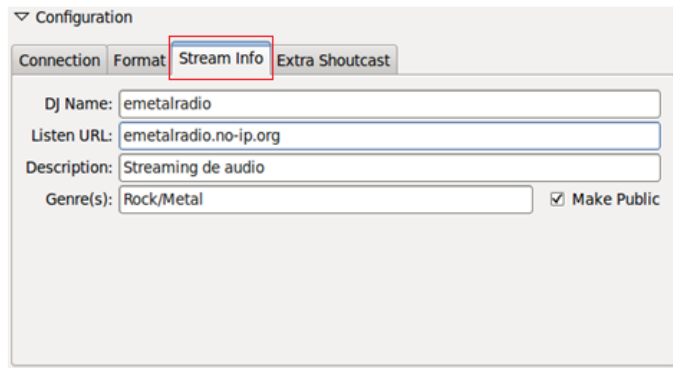 Configuration
Connection Format Stream Info Extra Shoutcast
DJ Name: emetalradio
Listen URL: emetalradio.no-ip.org
Description: Streaming de audio
Genre(s): Rock/Metal Make Public